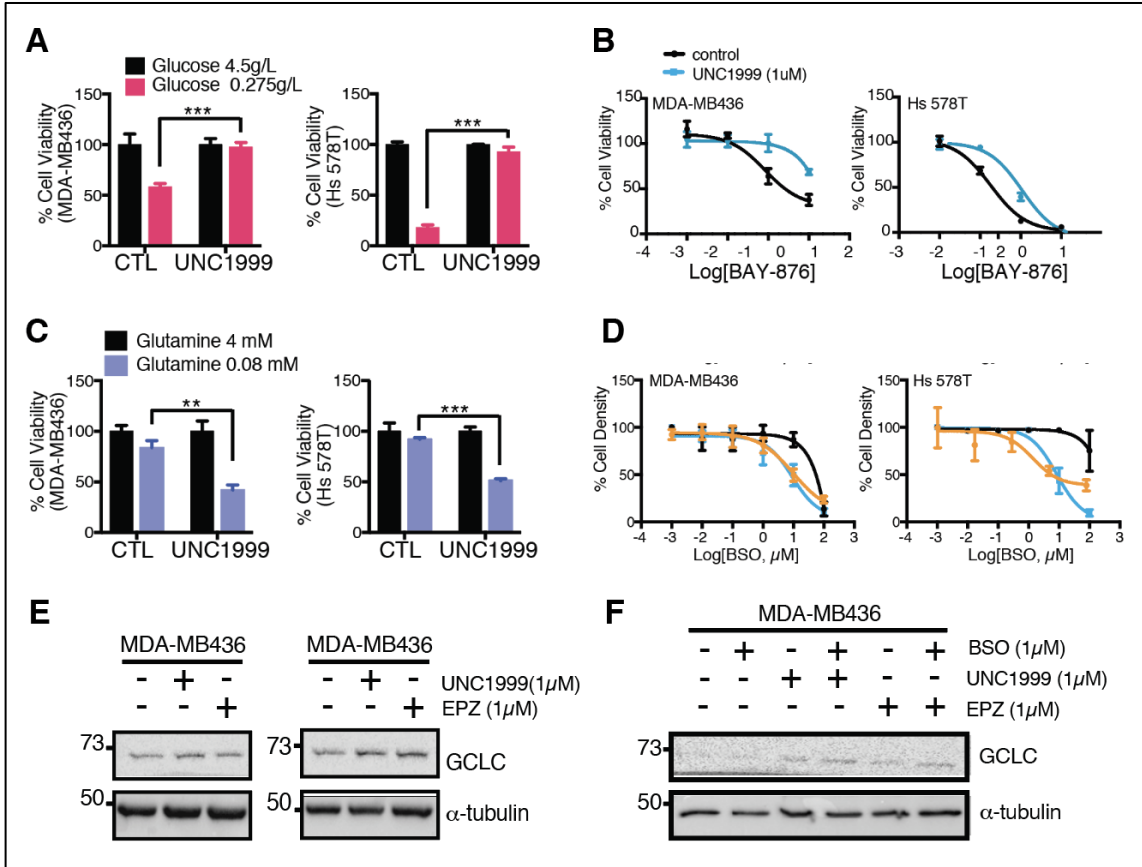 A
Glucose 4.5g/L
Glucose 0.275g/L
% Cell Viability
(MDA-MB436)
150
100
50
0
CTL UNC1999
***
% Cell Viability
(Hs 578T)
150
100
50
0
CTL UNC1999
***
B
control
UNC1999 (1uM)
MDA-MB436
% Cell Viability
150
100
50
0
-4 -3 -2 -1 0 1 2
Log[BAY-876]
Hs 578T
% Cell Viability
150
100
50
0
-3 -2 -1 2 0 1
Log[BAY-876]
C
Glutamine 4 mM
Glutamine 0.08 mM
% Cell Viability
(MDA-MB436)
150
100
50
0
CTL UNC1999
**
% Cell Viability
(Hs 578T)
150
100
50
0
CTL UNC1999
***
D
MDA-MB436
% Cell Density
150
100
50
0
-4 -3 -2 -1 0 1 2 3
Log[BSO, µM]
Hs 578T
% Cell Density
150
100
50
0
-4 -3 -2 -1 0 1 2 3
Log[BSO, µM]
E
MDA-MB436 MDA-MB436
- + - - + - UNC1999(1µM)
- - + - - + EPZ (1µM)
73 73 GCLC
50 50 α-tubulin
F
MDA-MB436
- + - + - + BSO (1µM)
- - + + - - UNC1999 (1µM)
- - - - + + EPZ (1µM)
73 GCLC
50 α-tubulin